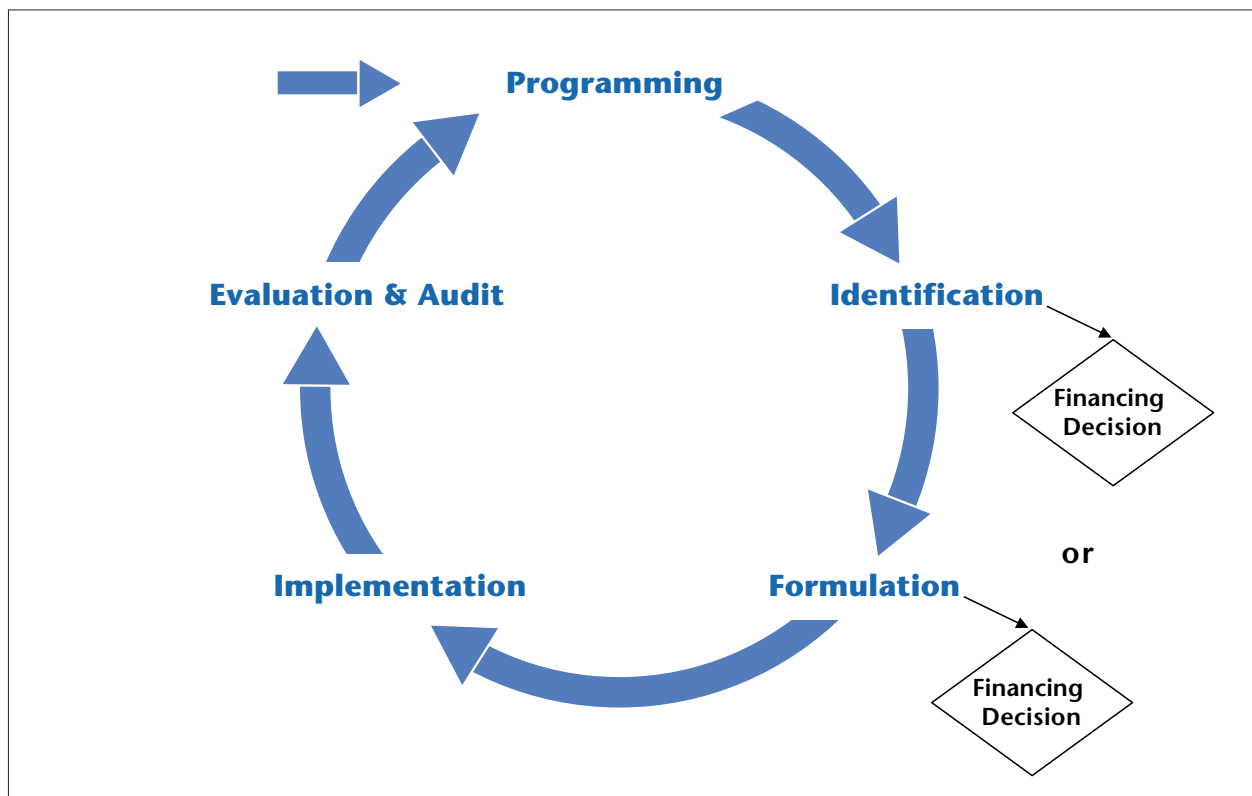 Programming
Evaluation & Audit
Identification
Financing
Decision
or
Implementation
Formulation
Financing
Decision